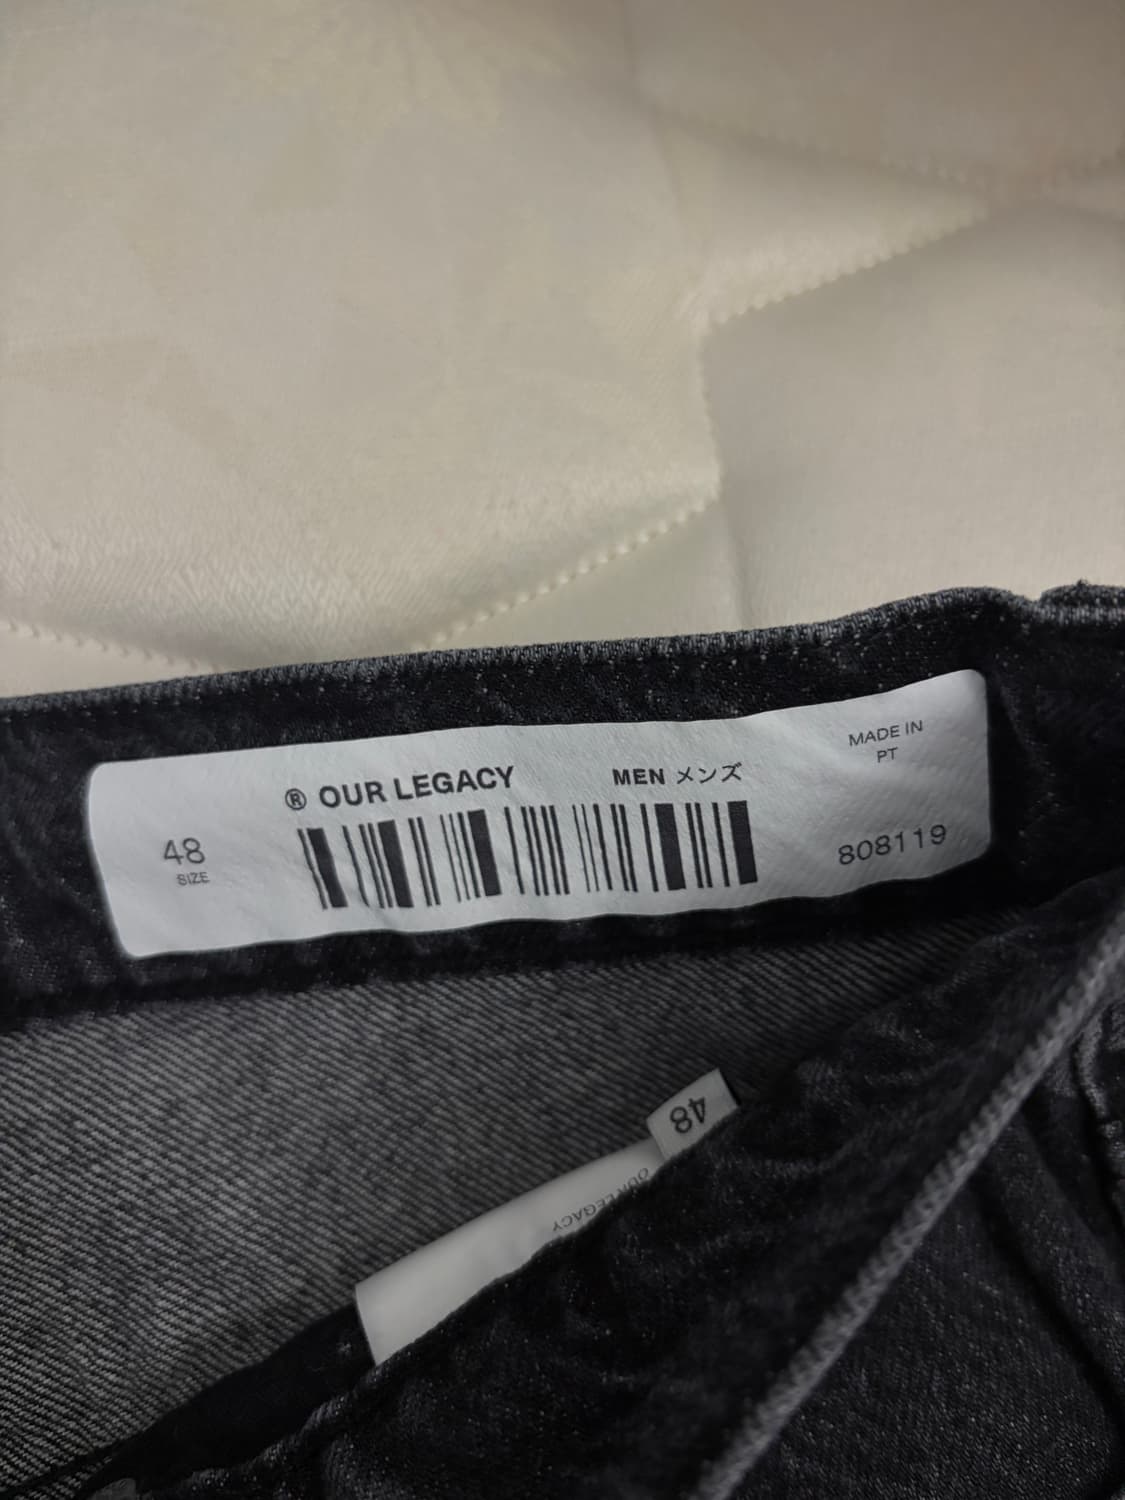 ® OUR LEGACY
MEN メンズ
MADE IN
PT
48
SIZE
808119
48
OUR LEGACY